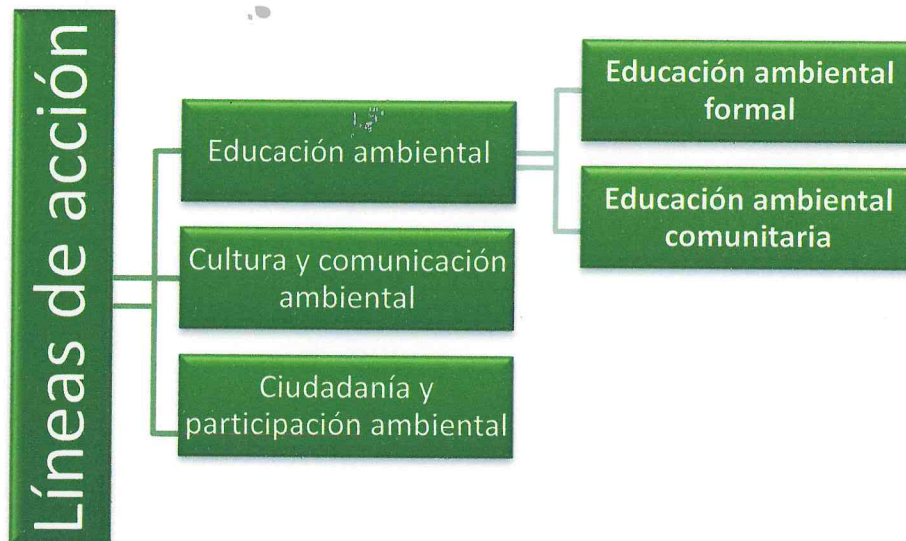 Líneas de acción
Educación ambiental
Cultura y comunicación
ambiental
Ciudadanía y
participación ambiental
Educación ambiental
formal
Educación ambiental
comunitaria